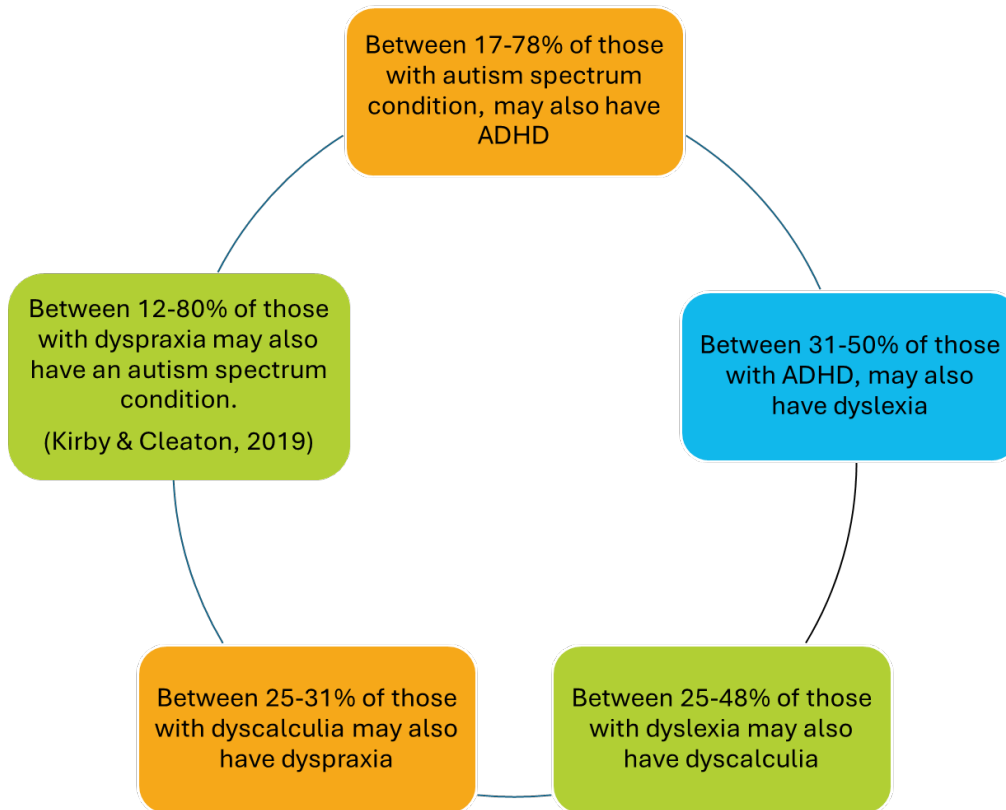 Between 17-78% of those
with autism spectrum
condition, may also have
ADHD
Between 31-50% of those
with ADHD, may also
have dyslexia
Between 25-48% of those
with dyslexia may also
have dyscalculia
Between 25-31% of those
with dyscalculia may also
have dyspraxia
Between 12-80% of those
with dyspraxia may also
have an autism spectrum
condition.
(Kirby & Cleaton, 2019)